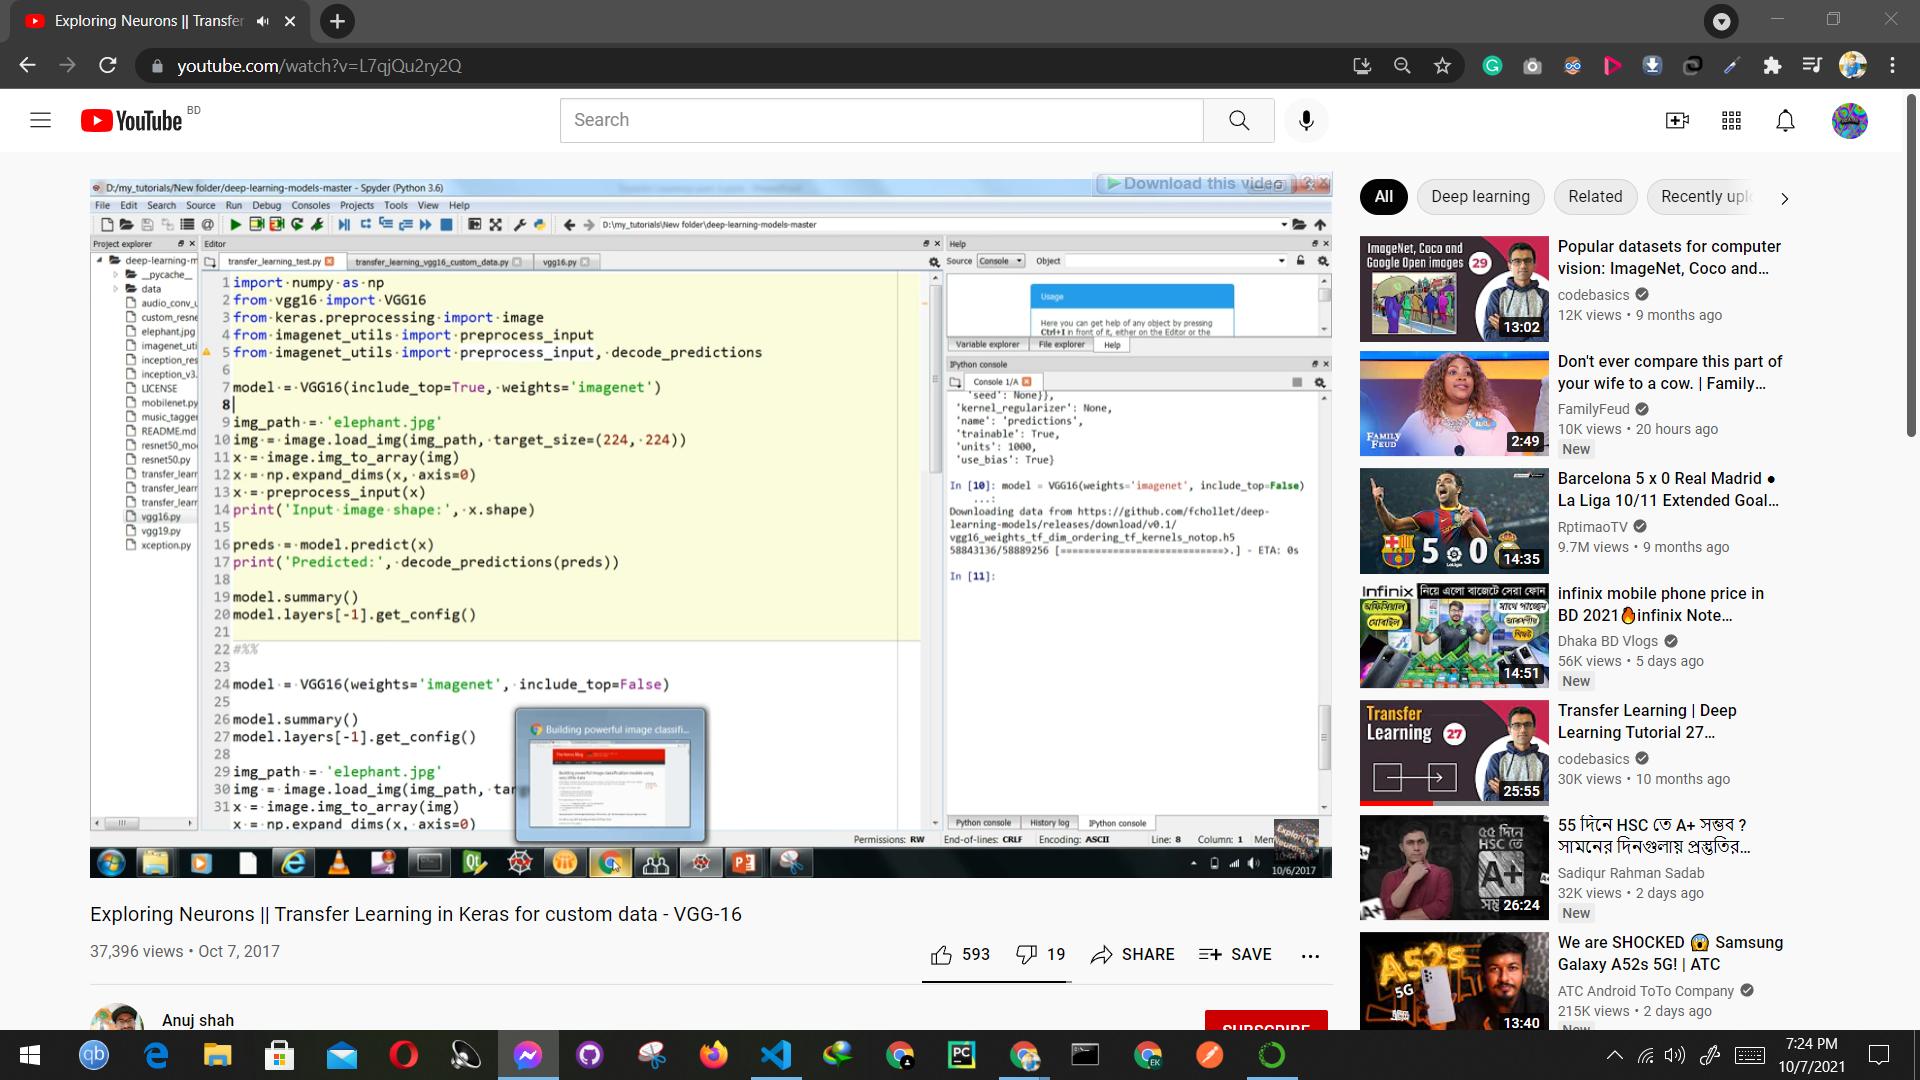 Exploring Neurons || Transfer
youtube.com/watch?v=L7qjQu2ry2Q
YouTube BD
Search
D:/my_tutorials/New folder/deep-learning-models-master - Spyder (Python 3.6)
Download this video
File Edit Search Source Run Debug Consoles Projects Tools View Help
D:\my_tutorials\New folder\deep-learning-models-master
Project explorer
deep-learning-m
__pycache__
data
audio_conv_u
custom_resne
elephant.jpg
imagenet_uti
inception_res
inception_v3.
LICENSE
mobilenet.py
music_tagger
README.md
resnet50_mo
resnet50.py
transfer_learr
transfer_learr
transfer_learr
vgg16.py
vgg19.py
xception.py
Editor
transfer_learning_test.py transfer_learning_vgg16_custom_data.py vgg16.py
1 import numpy as np
2 from vgg16 import VGG16
3 from keras.preprocessing import image
4 from imagenet_utils import preprocess_input
5 from imagenet_utils import preprocess_input, decode_predictions
6
7 model = VGG16(include_top=True, weights='imagenet')
8
9 img_path = 'elephant.jpg'
10 img = image.load_img(img_path, target_size=(224, 224))
11 x = image.img_to_array(img)
12 x = np.expand_dims(x, axis=0)
13 x = preprocess_input(x)
14 print('Input image shape:', x.shape)
15
16 preds = model.predict(x)
17 print('Predicted:', decode_predictions(preds))
18
19 model.summary()
20 model.layers[-1].get_config()
21
22 #%%
23
24 model = VGG16(weights='imagenet', include_top=False)
25
26 model.summary()
27 model.layers[-1].get_config()
28
29 img_path = 'elephant.jpg'
30 img = image.load_img(img_path, tar
31 x = image.img_to_array(img)
x = np.expand_dims(x, axis=0)
Building powerful image classifi...
Help
Source Console Object
Usage
Here you can get help of any object by pressing
Ctrl+I in front of it, either on the Editor or the
Variable explorer File explorer Help
IPython console
Console 1/A
'seed': None}},
'kernel_regularizer': None,
'name': 'predictions',
'trainable': True,
'units': 1000,
'use_bias': True}
In [10]: model = VGG16(weights='imagenet', include_top=False)
...:
Downloading data from https://github.com/fchollet/deep-
learning-models/releases/download/v0.1/
vgg16_weights_tf_dim_ordering_tf_kernels_notop.h5
58843136/58889256 [============================>.] - ETA: 0s
In [11]:
Python console History log IPython console
Permissions: RW End-of-lines: CRLF Encoding: ASCII Line: 8 Column: 1
10/6/2017
Exploring Neurons || Transfer Learning in Keras for custom data - VGG-16
37,396 views • Oct 7, 2017
593 19 SHARE SAVE
Anuj shah
SUBSCRIBE
All Deep learning Related Recently uplo
ImageNet, Coco and
Google Open images 29
13:02
Popular datasets for computer
vision: ImageNet, Coco and...
codebasics
12K views • 9 months ago
FAMILY FEUD
2:49
Don't ever compare this part of
your wife to a cow. | Family...
FamilyFeud
10K views • 20 hours ago
New
5 0
14:35
Barcelona 5 x 0 Real Madrid ●
La Liga 10/11 Extended Goal...
RptimaoTV
9.7M views • 9 months ago
Infinix নিয়ে এলো বাজেটে সেরা ফোন
অফিসিয়াল
মোবাইল
14:51
infinix mobile phone price in
BD 2021🔥infinix Note...
Dhaka BD Vlogs
56K views • 5 days ago
New
Transfer
Learning 27
25:55
Transfer Learning | Deep
Learning Tutorial 27...
codebasics
30K views • 10 months ago
৫৫ দিনে
HSC তে
A+
26:24
55 দিনে HSC তে A+ সম্ভব ?
সামনের দিনগুলায় প্রস্তুতির...
Sadiqur Rahman Sadab
32K views • 2 days ago
New
A52s
5G
13:40
We are SHOCKED 😱 Samsung
Galaxy A52s 5G! | ATC
ATC Android ToTo Company
215K views • 2 days ago
New
7:24 PM
10/7/2021